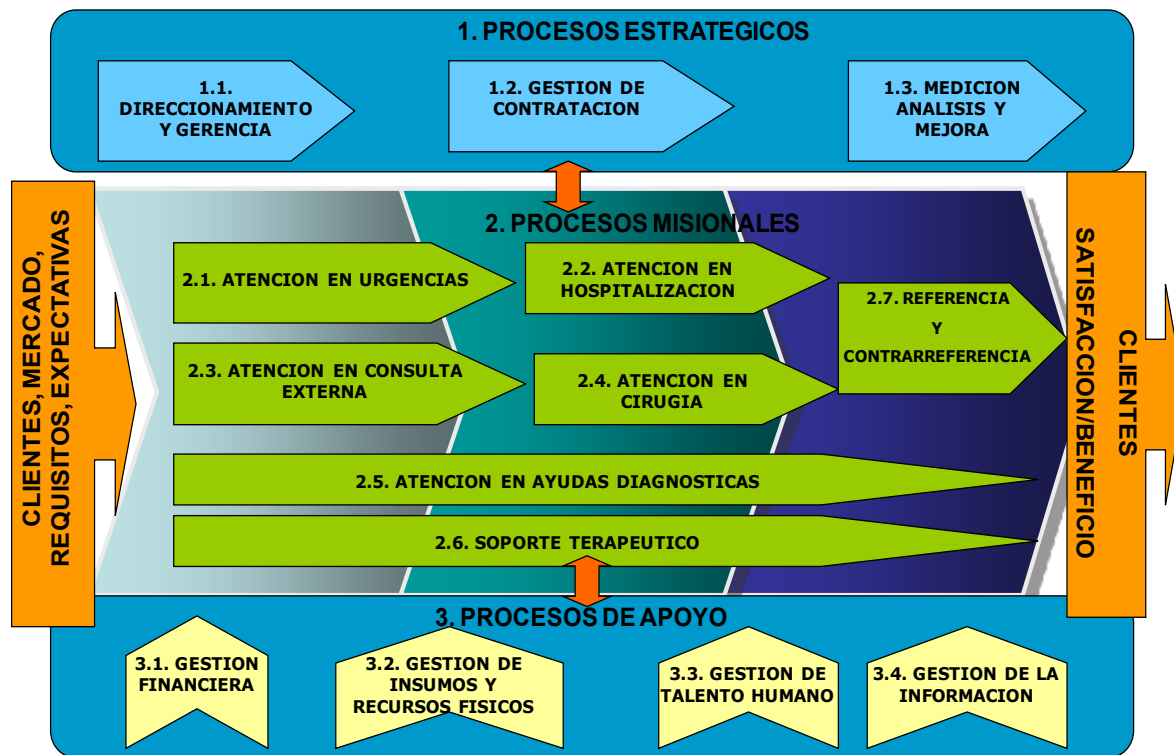 1. PROCESOS ESTRATEGICOS
1.1.
DIRECCIONAMIENTO
Y GERENCIA
1.2. GESTION DE
CONTRATACION
1.3. MEDICION
ANALISIS Y
MEJORA
CLIENTES, MERCADO,
REQUISITOS, EXPECTATIVAS
2. PROCESOS MISIONALES
2.1. ATENCION EN URGENCIAS
2.2. ATENCION EN
HOSPITALIZACION
2.7. REFERENCIA
Y
CONTRARREFERENCIA
2.3. ATENCION EN CONSULTA
EXTERNA
2.4. ATENCION EN
CIRUGIA
2.5. ATENCION EN AYUDAS DIAGNOSTICAS
2.6. SOPORTE TERAPEUTICO
CLIENTES
SATISFACCION/BENEFICIO
3. PROCESOS DE APOYO
3.1. GESTION
FINANCIERA
3.2. GESTION DE
INSUMOS Y
RECURSOS FISICOS
3.3. GESTION DE
TALENTO HUMANO
3.4. GESTION DE LA
INFORMACION